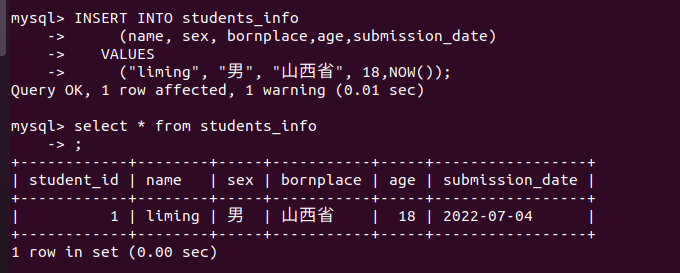 mysql> INSERT INTO students_info
    ->     (name, sex, bornplace,age,submission_date)
    ->   VALUES
    ->     ("liming", "男", "山西省", 18,NOW());
Query OK, 1 row affected, 1 warning (0.01 sec)

mysql> select * from students_info
    -> ;
+------------+--------+-----+-----------+-----+-----------------+
| student_id | name   | sex | bornplace | age | submission_date |
+------------+--------+-----+-----------+-----+-----------------+
|          1 | liming | 男  | 山西省    |  18 | 2022-07-04      |
+------------+--------+-----+-----------+-----+-----------------+
1 row in set (0.00 sec)